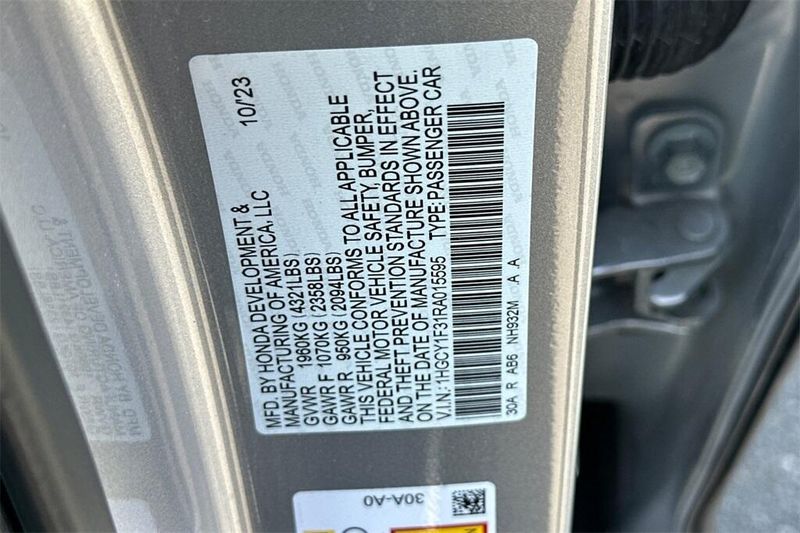 MFD. BY HONDA DEVELOPMENT & 10/23
MANUFACTURING OF AMERICA, LLC
GVWR 1960KG (4321LBS)
GAWR F 1070KG (2358LBS)
GAWR R 950KG (2094LBS)
THIS VEHICLE CONFORMS TO ALL APPLICABLE
FEDERAL MOTOR VEHICLE SAFETY, BUMPER,
AND THEFT PREVENTION STANDARDS IN EFFECT
ON THE DATE OF MANUFACTURE SHOWN ABOVE.
V.I.N.: 1HGCY1F31RA015595 TYPE: PASSENGER CAR
30A R AB6 NH932M A A
30A-A0